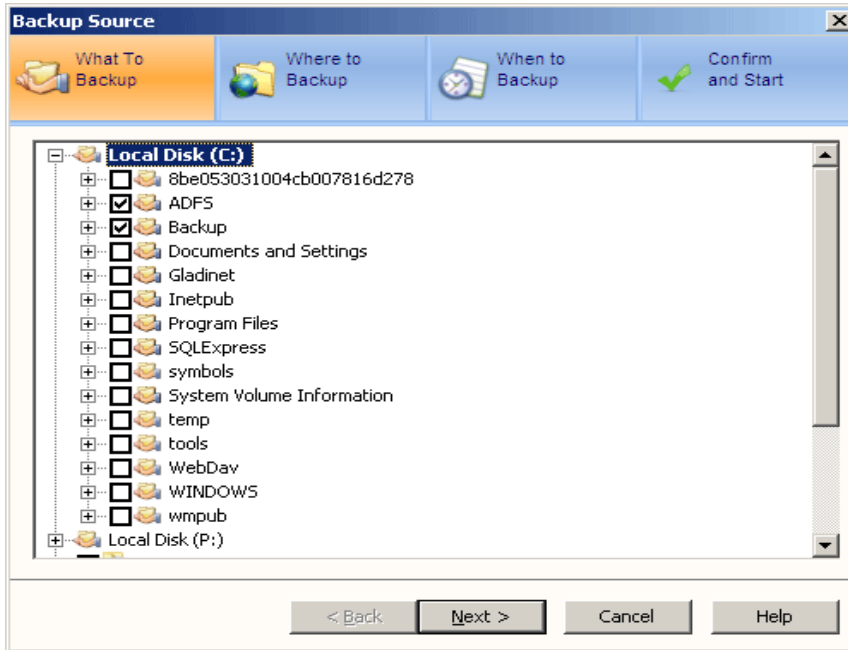 Backup Source
What To
Backup
Where to
Backup
When to
Backup
Confirm
and Start
Local Disk (C:)
8be053031004cb007816d278
ADFS
Backup
Documents and Settings
Gladinet
Inetpub
Program Files
SQLExpress
symbols
System Volume Information
temp
tools
WebDav
WINDOWS
wmpub
Local Disk (P:)
< Back
Next >
Cancel
Help